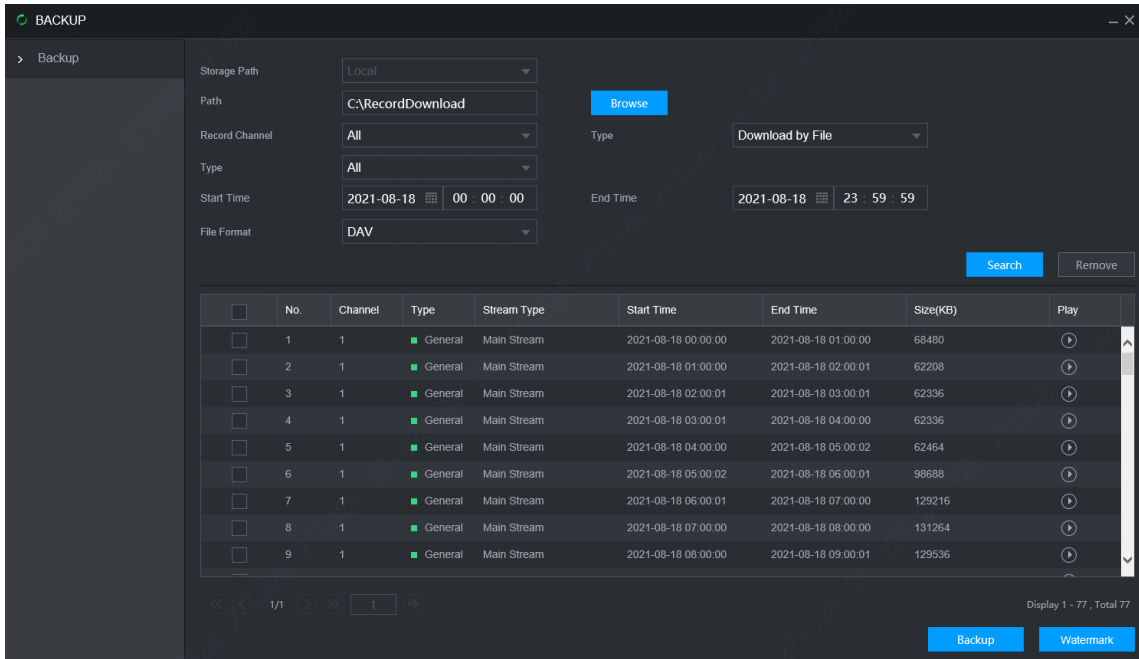 BACKUP
Backup
Storage Path Local
Path C:\RecordDownload Browse
Record Channel All Type Download by File
Type All
Start Time 2021-08-18 00 : 00 : 00 End Time 2021-08-18 23 : 59 : 59
File Format DAV
Search Remove
No. Channel Type Stream Type Start Time End Time Size(KB) Play
1 1 General Main Stream 2021-08-18 00:00:00 2021-08-18 01:00:00 68480
2 1 General Main Stream 2021-08-18 01:00:00 2021-08-18 02:00:01 62208
3 1 General Main Stream 2021-08-18 02:00:01 2021-08-18 03:00:01 62336
4 1 General Main Stream 2021-08-18 03:00:01 2021-08-18 04:00:00 62336
5 1 General Main Stream 2021-08-18 04:00:00 2021-08-18 05:00:02 62464
6 1 General Main Stream 2021-08-18 05:00:02 2021-08-18 06:00:01 98688
7 1 General Main Stream 2021-08-18 06:00:01 2021-08-18 07:00:00 129216
8 1 General Main Stream 2021-08-18 07:00:00 2021-08-18 08:00:00 131264
9 1 General Main Stream 2021-08-18 08:00:00 2021-08-18 09:00:01 129536
1/1 1 Display 1 - 77 , Total 77
Backup Watermark